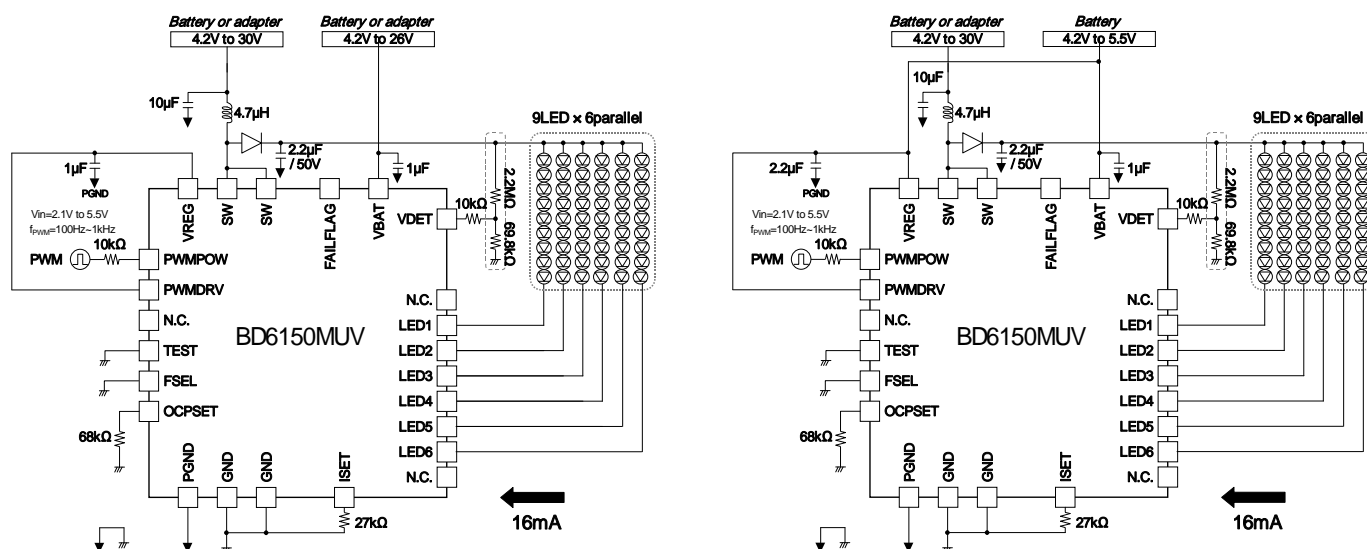 Battery or adapter
4.2V to 30V
Battery or adapter
4.2V to 26V
10µF
4.7µH
9LED × 6parallel
2.2µF
/ 50V
1µF
PGND
1µF
2.2MΩ
69.8kΩ
10kΩ
VREG
SW
SW
FAILFLAG
VBAT
VDET
Vin=2.1V to 5.5V
fPWM=100Hz~1kHz
10kΩ
PWM
PWMPOW
PWMDRV
N.C.
TEST
FSEL
OCPSET
68kΩ
BD6150MUV
N.C.
LED1
LED2
LED3
LED4
LED5
LED6
N.C.
PGND
GND
GND
ISET
27kΩ
16mA
Battery or adapter
4.2V to 30V
Battery
4.2V to 5.5V
10µF
4.7µH
9LED × 6parallel
2.2µF
/ 50V
2.2µF
PGND
1µF
2.2MΩ
69.8kΩ
10kΩ
VREG
SW
SW
FAILFLAG
VBAT
VDET
Vin=2.1V to 5.5V
fPWM=100Hz~1kHz
10kΩ
PWM
PWMPOW
PWMDRV
N.C.
TEST
FSEL
OCPSET
68kΩ
BD6150MUV
N.C.
LED1
LED2
LED3
LED4
LED5
LED6
N.C.
PGND
GND
GND
ISET
27kΩ
16mA